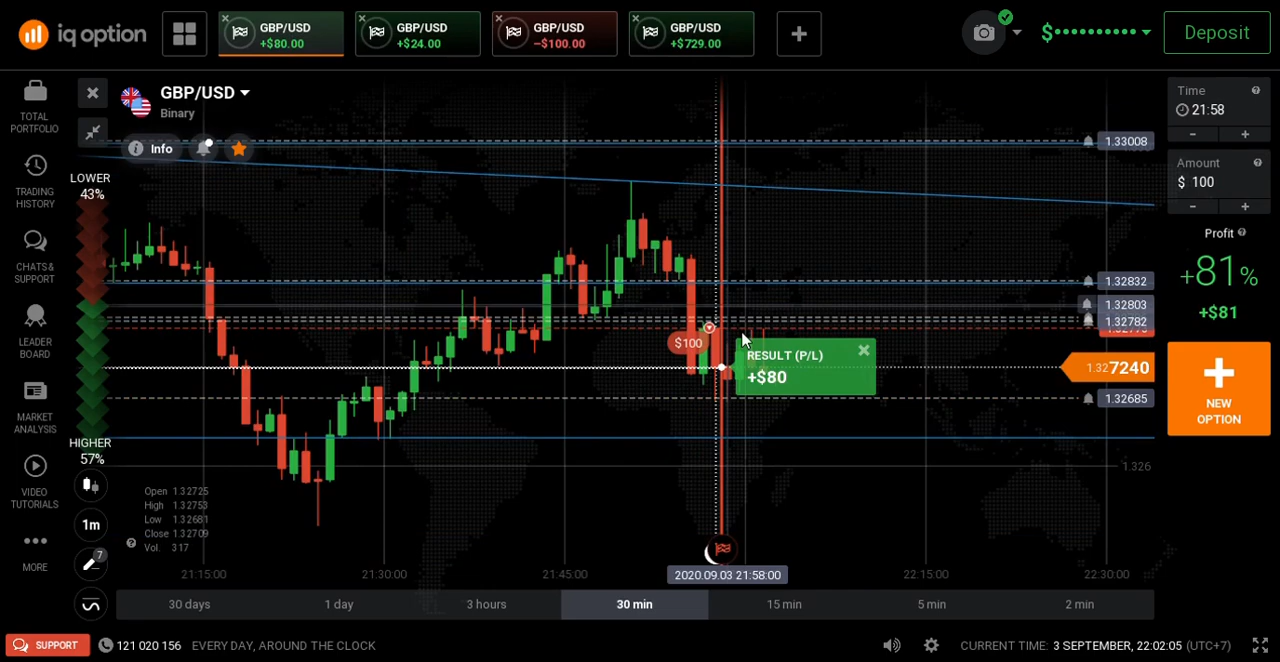 iq option
GBP/USD
+$80.00
GBP/USD
+$24.00
GBP/USD
−$100.00
GBP/USD
+$729.00
$
Deposit
TOTAL
PORTFOLIO
TRADING
HISTORY
CHATS &
SUPPORT
LEADER
BOARD
MARKET
ANALYSIS
VIDEO
TUTORIALS
MORE
GBP/USD
Binary
Info
LOWER
43%
HIGHER
57%
1m
7
Open 1.32725
High 1.32753
Low 1.32681
Close 1.32709
Vol. 317
$100
RESULT (P/L)
+$80
1.33008
1.32832
1.32803
1.32782
1.327240
1.32685
1.326
21:15:00
21:30:00
21:45:00
2020.09.03 21:58:00
22:15:00
22:30:00
30 days
1 day
3 hours
30 min
15 min
5 min
2 min
Time
21:58
-
+
Amount
$ 100
-
+
Profit
+81%
+$81
NEW
OPTION
SUPPORT
121 020 156
EVERY DAY, AROUND THE CLOCK
CURRENT TIME: 3 SEPTEMBER, 22:02:05 (UTC+7)